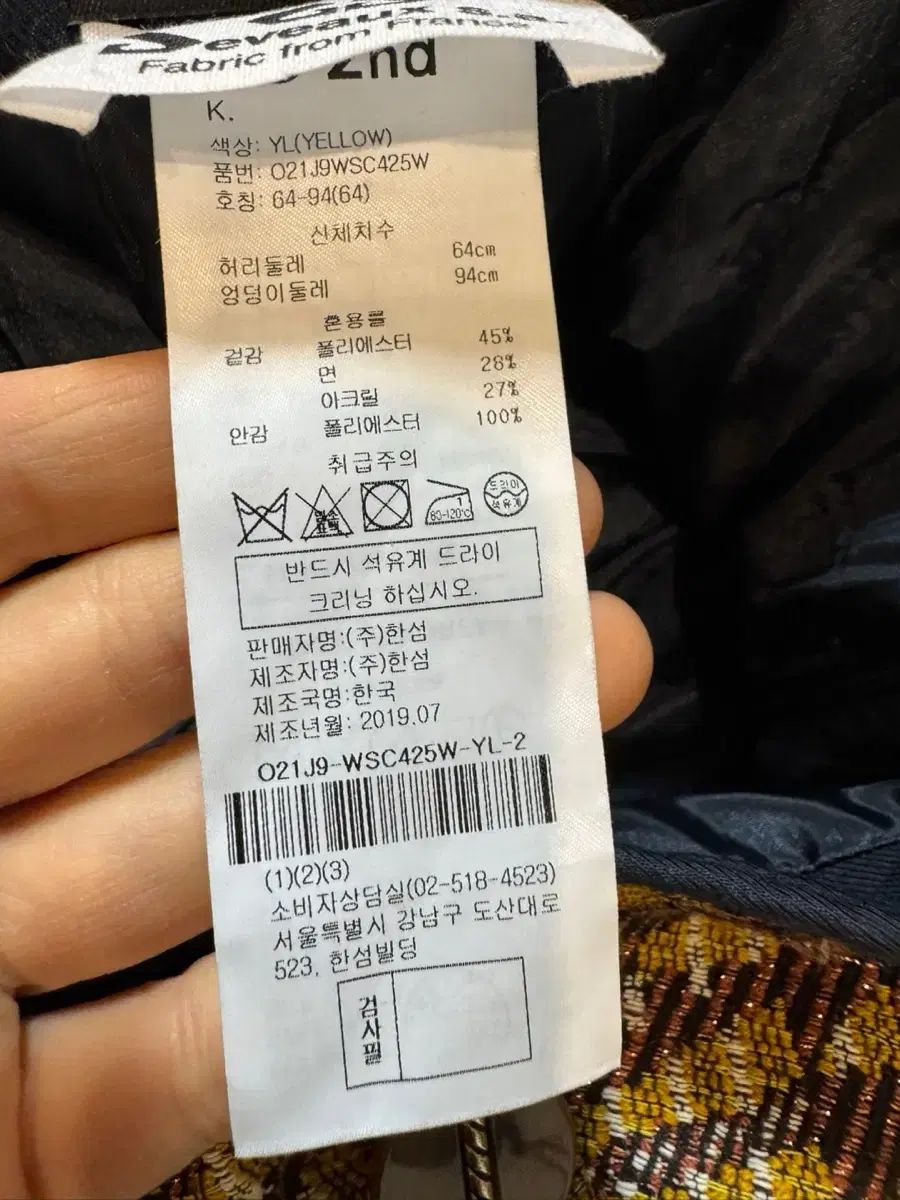 Deveaux s.a.
Fabric from France
2nd
K.
색상: YL(YELLOW)
품번: O21J9WSC425W
호칭: 64-94(64)
신체치수
허리둘레 64cm
엉덩이둘레 94cm
혼용률
겉감 폴리에스터 45%
면 28%
아크릴 27%
안감 폴리에스터 100%
취급주의
염소 표백
1 80-120℃
드라이 석유계
반드시 석유계 드라이
크리닝 하십시오.
판매자명:(주)한섬
제조자명:(주)한섬
제조국명:한국
제조년월: 2019.07
O21J9-WSC425W-YL-2
(1)(2)(3)
소비자상담실(02-518-4523)
서울특별시 강남구 도산대로
523, 한섬빌딩
검사필